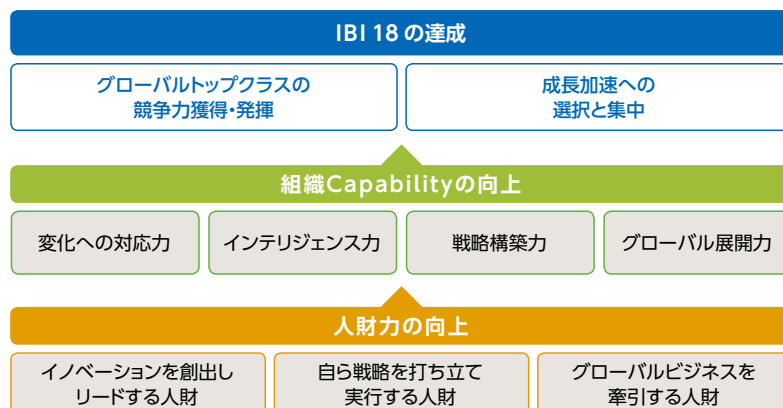 IBI 18 の達成
グローバルトップクラスの
競争力獲得・発揮
成長加速への
選択と集中
組織Capabilityの向上
変化への対応力
インテリジェンス力
戦略構築力
グローバル展開力
人財力の向上
イノベーションを創出し
リードする人財
自ら戦略を打ち立て
実行する人財
グローバルビジネスを
牽引する人財